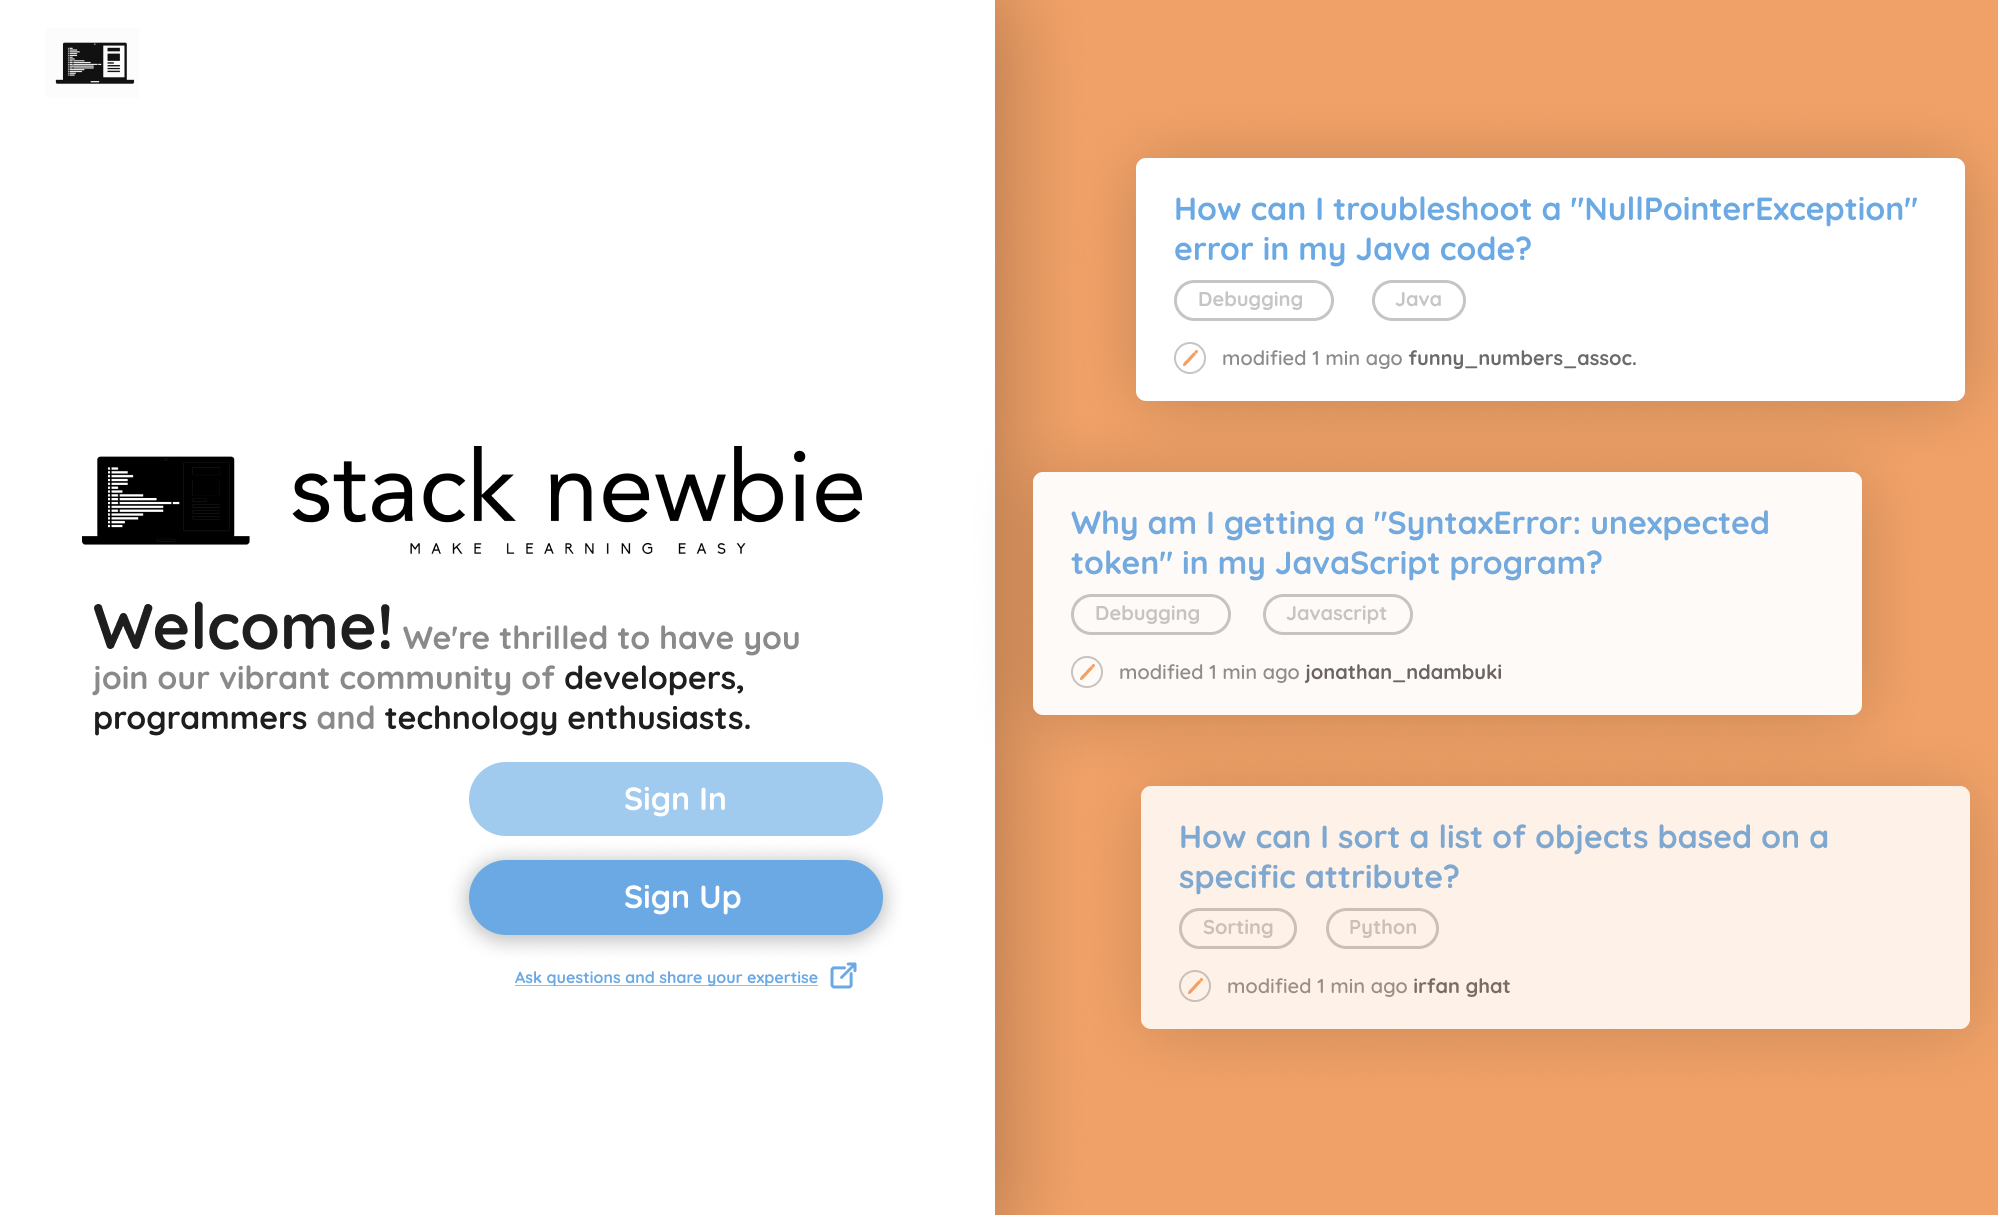 stack newbie
MAKE LEARNING EASY
Welcome! We're thrilled to have you
join our vibrant community of developers,
programmers and technology enthusiasts.
Sign In
Sign Up
Ask questions and share your expertise
How can I troubleshoot a "NullPointerException"
error in my Java code?
Debugging Java
modified 1 min ago funny_numbers_assoc.
Why am I getting a "SyntaxError: unexpected
token" in my JavaScript program?
Debugging Javascript
modified 1 min ago jonathan_ndambuki
How can I sort a list of objects based on a
specific attribute?
Sorting Python
modified 1 min ago irfan ghat